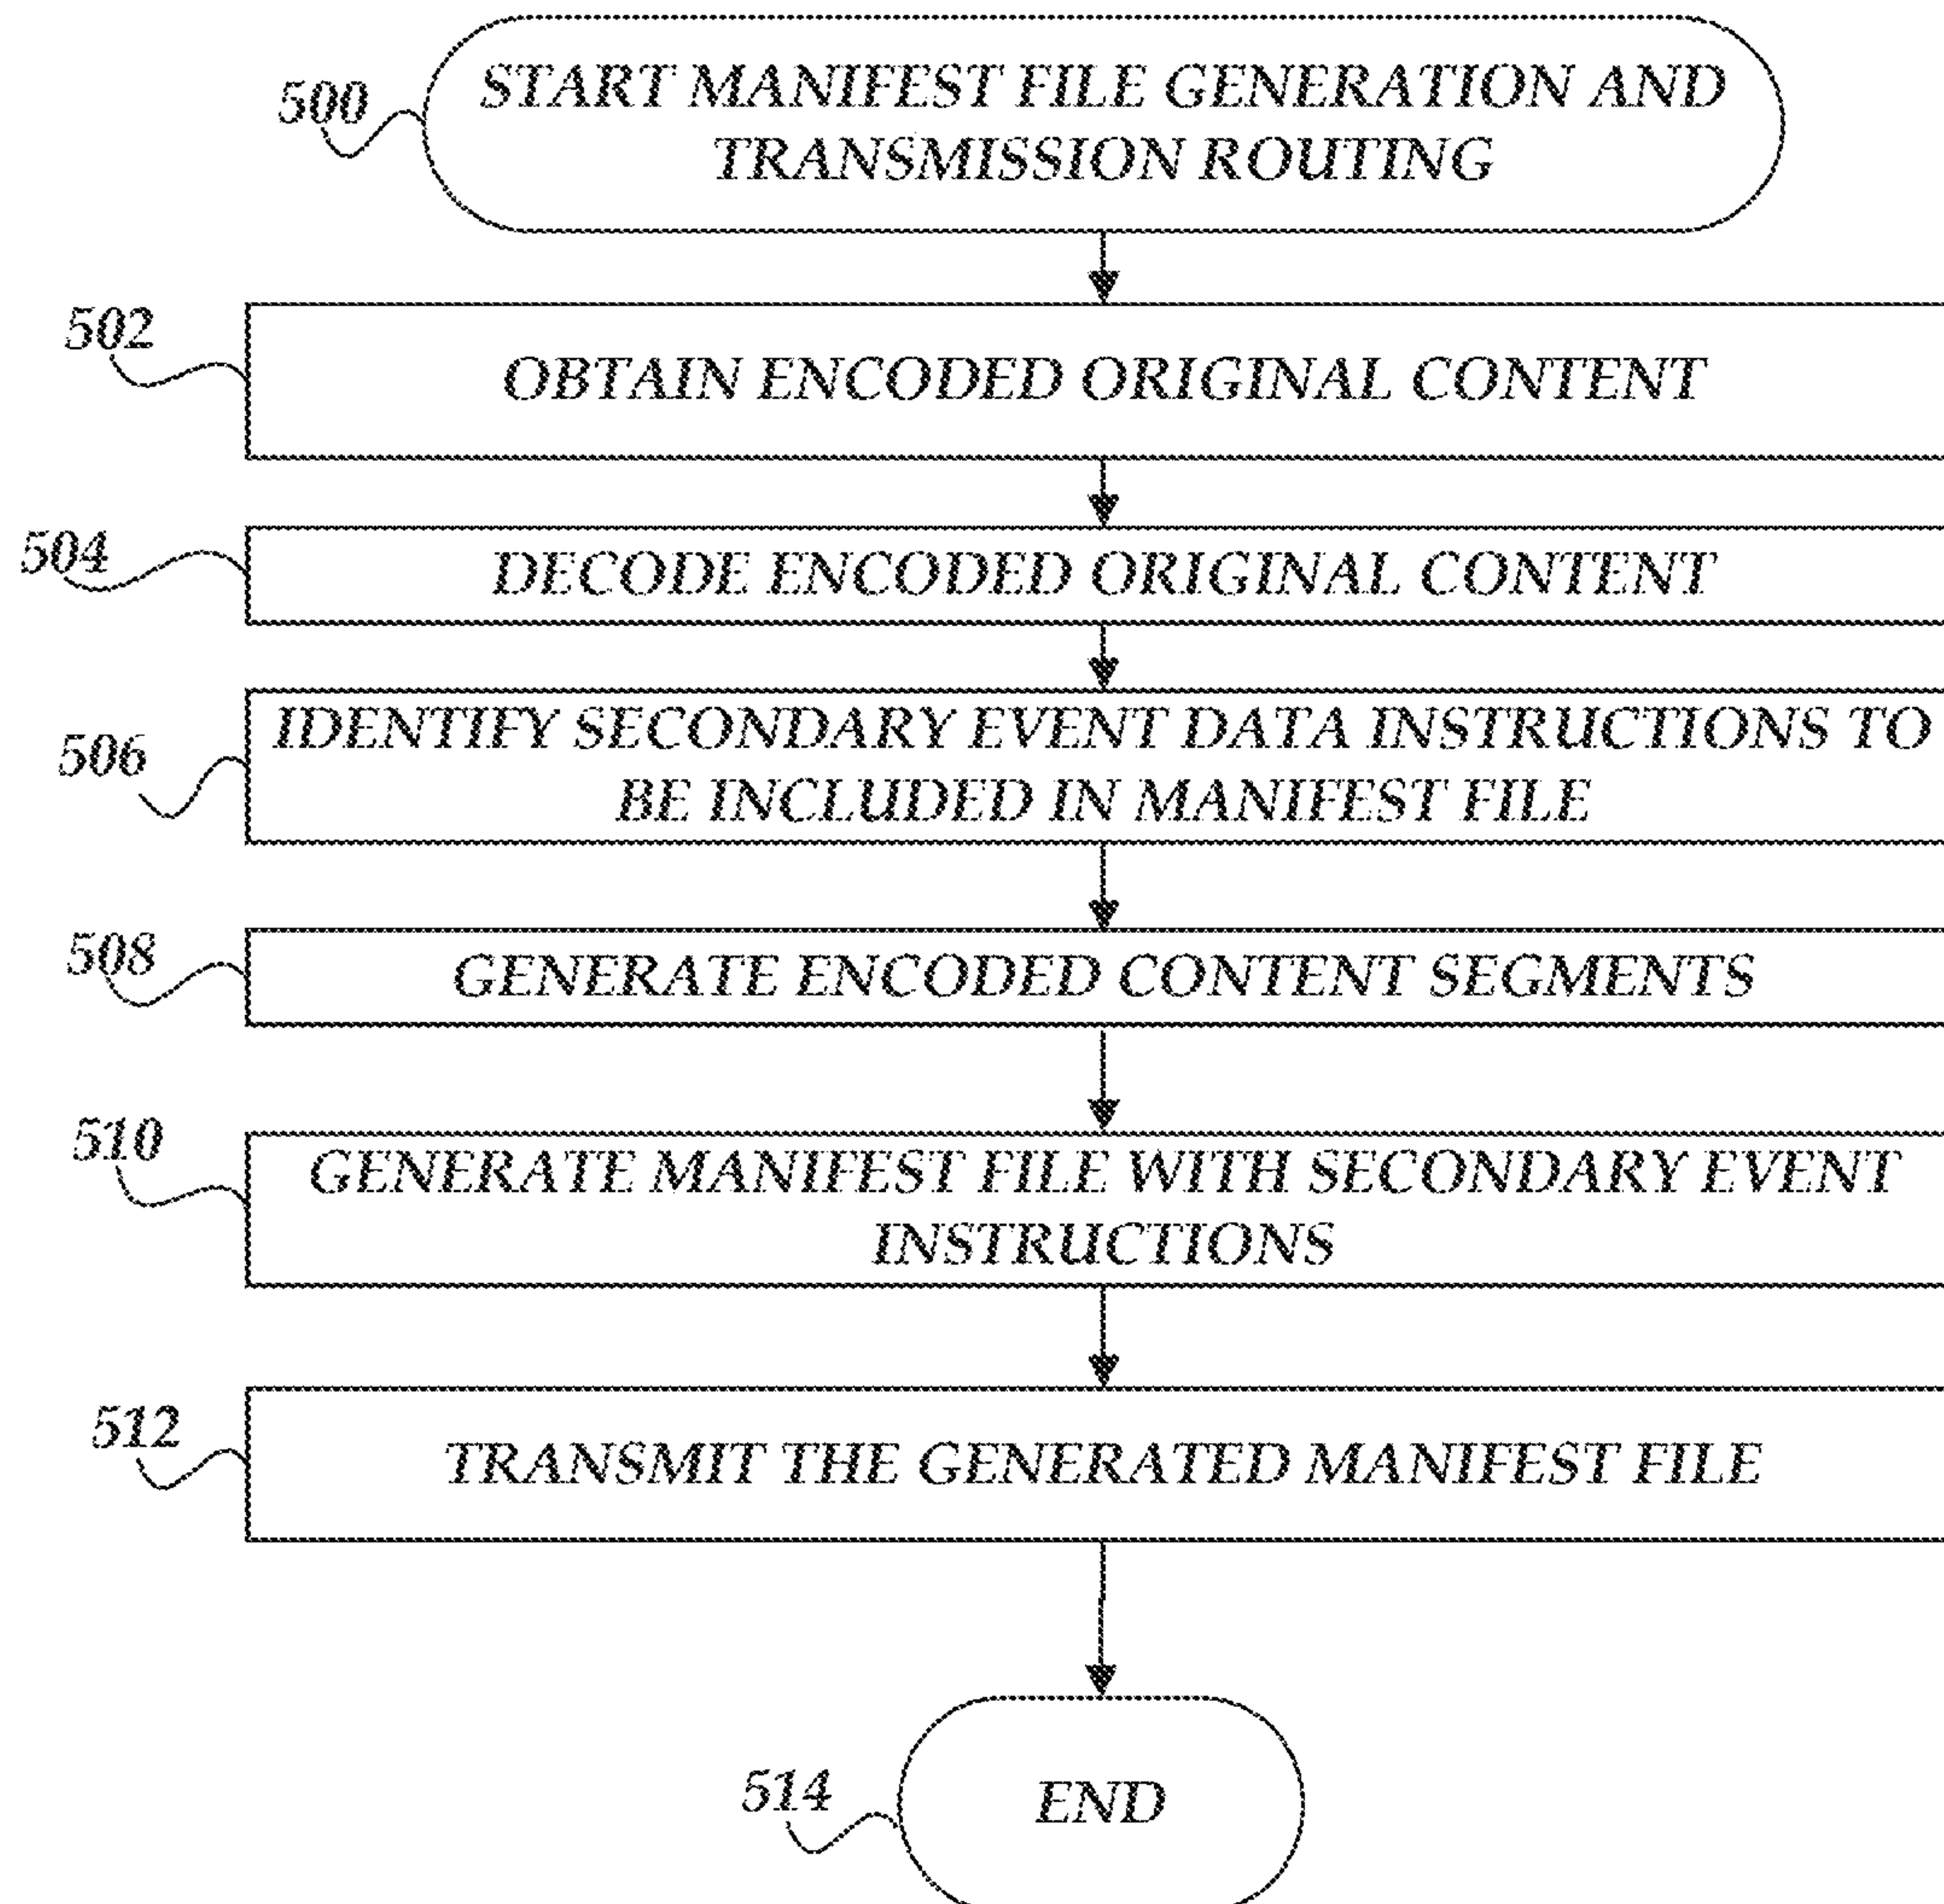 500
START MANIFEST FILE GENERATION AND
TRANSMISSION ROUTING
502
OBTAIN ENCODED ORIGINAL CONTENT
504
DECODE ENCODED ORIGINAL CONTENT
506
IDENTIFY SECONDARY EVENT DATA INSTRUCTIONS TO
BE INCLUDED IN MANIFEST FILE
508
GENERATE ENCODED CONTENT SEGMENTS
510
GENERATE MANIFEST FILE WITH SECONDARY EVENT
INSTRUCTIONS
512
TRANSMIT THE GENERATED MANIFEST FILE
514
END